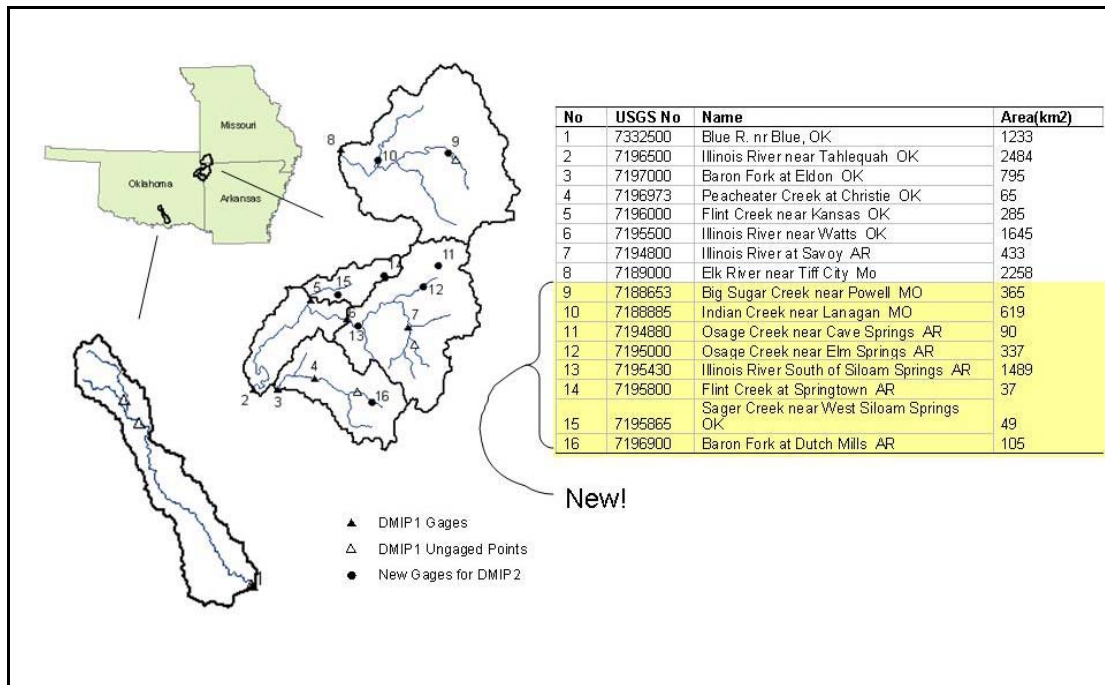 Missouri
Oklahoma
Arkansas
8
9
10
11
12
14
15
5
6
13
7
4
2
3
16
1
No USGS No Name Area(km2)
1 7332500 Blue R. nr Blue, OK 1233
2 7196500 Illinois River near Tahlequah OK 2484
3 7197000 Baron Fork at Eldon OK 795
4 7196973 Peacheater Creek at Christie OK 65
5 7196000 Flint Creek near Kansas OK 285
6 7195500 Illinois River near Watts OK 1645
7 7194800 Illinois River at Savoy AR 433
8 7189000 Elk River near Tiff City Mo 2258
9 7188653 Big Sugar Creek near Powell MO 365
10 7188885 Indian Creek near Lanagan MO 619
11 7194880 Osage Creek near Cave Springs AR 90
12 7195000 Osage Creek near Elm Springs AR 337
13 7195430 Illinois River South of Siloam Springs AR 1489
14 7195800 Flint Creek at Springtown AR 37
Sager Creek near West Siloam Springs
15 7195865 OK 49
16 7196900 Baron Fork at Dutch Mills AR 105
New!
DMIP1 Gages
DMIP1 Ungaged Points
New Gages for DMIP2